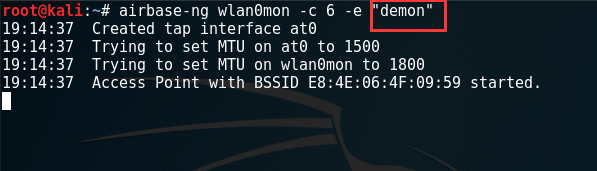 root@kali:~# airbase-ng wlan0mon -c 6 -e "demon"
19:14:37  Created tap interface at0
19:14:37  Trying to set MTU on at0 to 1500
19:14:37  Trying to set MTU on wlan0mon to 1800
19:14:37  Access Point with BSSID E8:4E:06:4F:09:59 started.